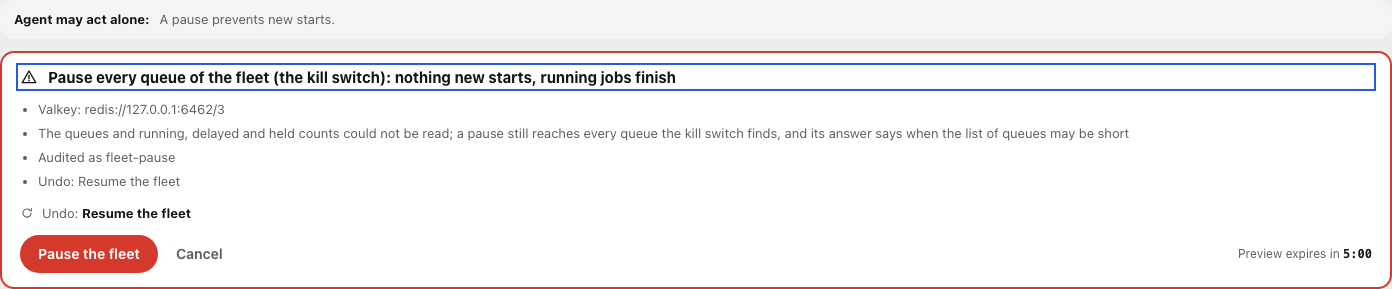 Agent may act alone: A pause prevents new starts.
Pause every queue of the fleet (the kill switch): nothing new starts, running jobs finish
• Valkey: redis://127.0.0.1:6462/3
• The queues and running, delayed and held counts could not be read; a pause still reaches every queue the kill switch finds, and its answer says when the list of queues may be short
• Audited as fleet-pause
• Undo: Resume the fleet
Undo: Resume the fleet
Pause the fleet Cancel Preview expires in 5:00